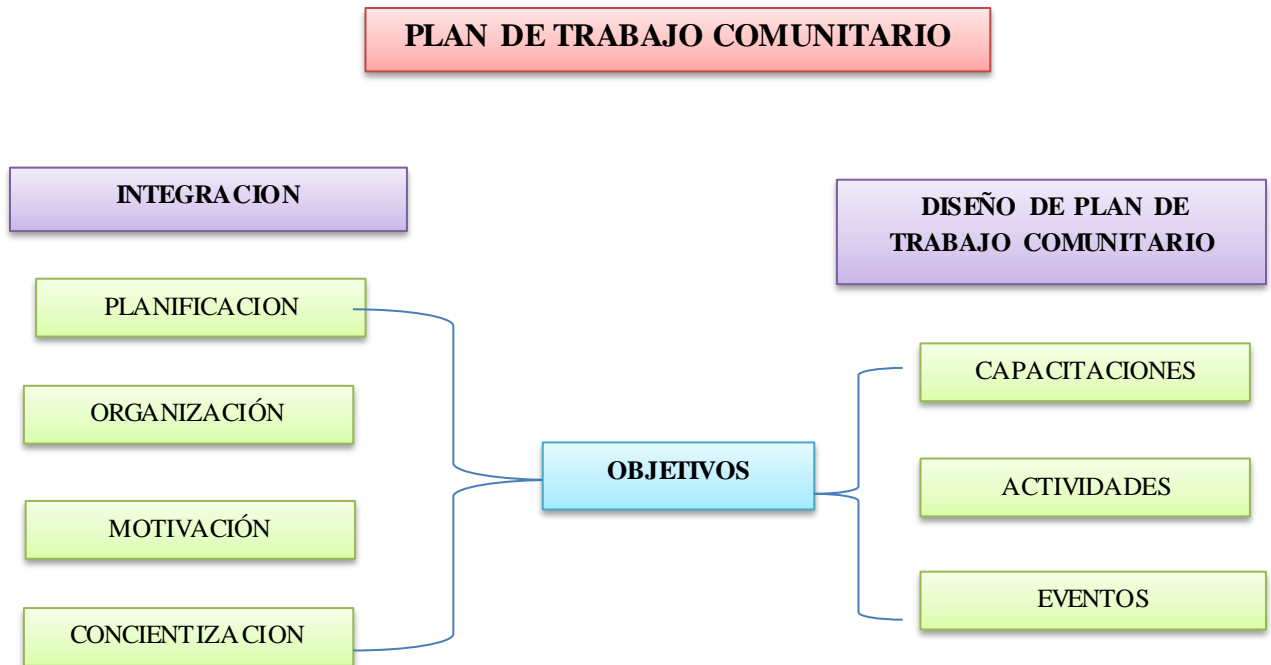 PLAN DE TRABAJO COMUNITARIO
INTEGRACION
PLANIFICACION
ORGANIZACIÓN
MOTIVACIÓN
CONCIENTIZACION
OBJETIVOS
DISEÑO DE PLAN DE
TRABAJO COMUNITARIO
CAPACITACIONES
ACTIVIDADES
EVENTOS